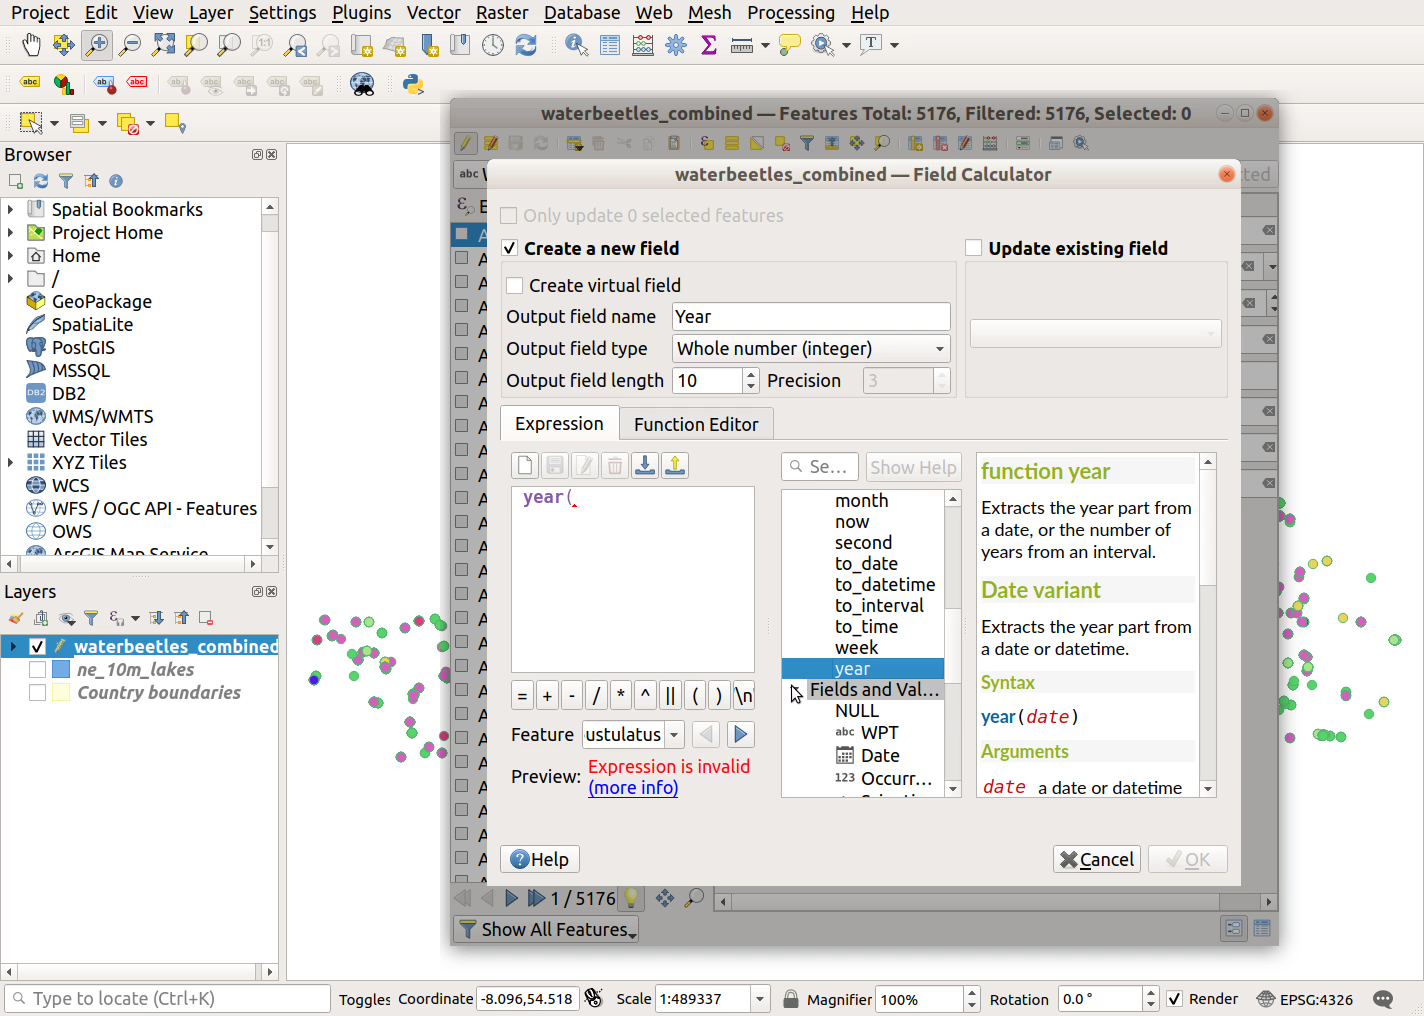 Project Edit View Layer Settings Plugins Vector Raster Database Web Mesh Processing Help
waterbeetles_combined — Features Total: 5176, Filtered: 5176, Selected: 0
Browser
Spatial Bookmarks
Project Home
Home
/
GeoPackage
SpatiaLite
PostGIS
MSSQL
DB2
WMS/WMTS
Vector Tiles
XYZ Tiles
WCS
WFS / OGC API - Features
OWS
ArcGIS Map Service
Layers
waterbeetles_combined
ne_10m_lakes
Country boundaries
waterbeetles_combined — Field Calculator
Only update 0 selected features
Create a new field
Update existing field
Create virtual field
Output field name Year
Output field type Whole number (integer)
Output field length 10 Precision 3
Expression Function Editor
Se... Show Help
year(
= + - / * ^ || ( ) \n
Feature ustulatus
Preview: Expression is invalid
(more info)
month
now
second
to_date
to_datetime
to_interval
to_time
week
year
Fields and Val...
NULL
abc WPT
Date
123 Occurr...
function year
Extracts the year part from
a date, or the number of
years from an interval.
Date variant
Extracts the year part from
a date or datetime.
Syntax
year(date)
Arguments
date a date or datetime
Help Cancel OK
1 / 5176
Show All Features
Type to locate (Ctrl+K) Toggles Coordinate -8.096,54.518 Scale 1:489337 Magnifier 100% Rotation 0.0 ° Render EPSG:4326